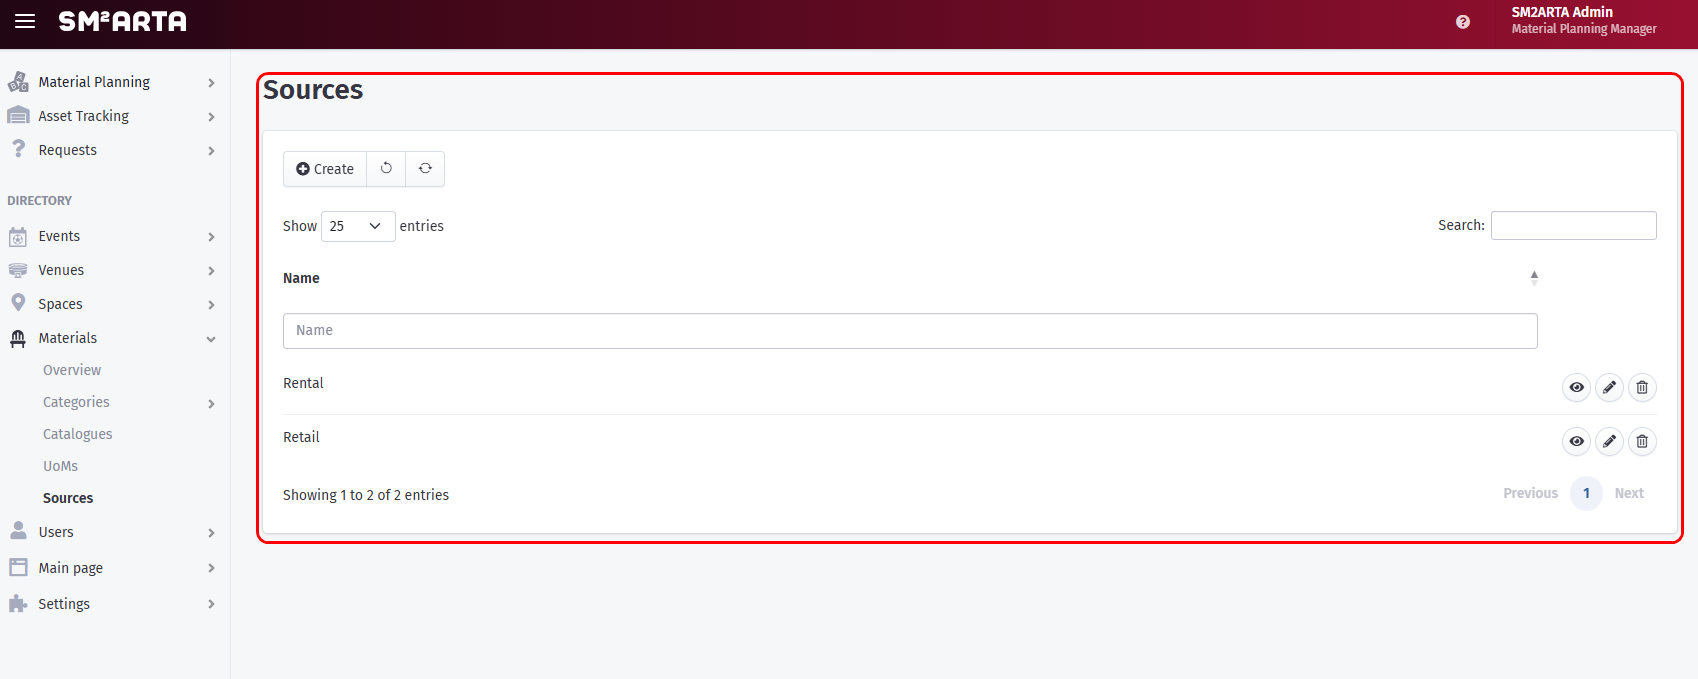 SM²ARTA
SM2ARTA Admin
Material Planning Manager
Material Planning
Asset Tracking
Requests
DIRECTORY
Events
Venues
Spaces
Materials
Overview
Categories
Catalogues
UoMs
Sources
Users
Main page
Settings
Sources
Create
Show 25 entries
Search:
Name
Name
Rental
Retail
Showing 1 to 2 of 2 entries
Previous 1 Next